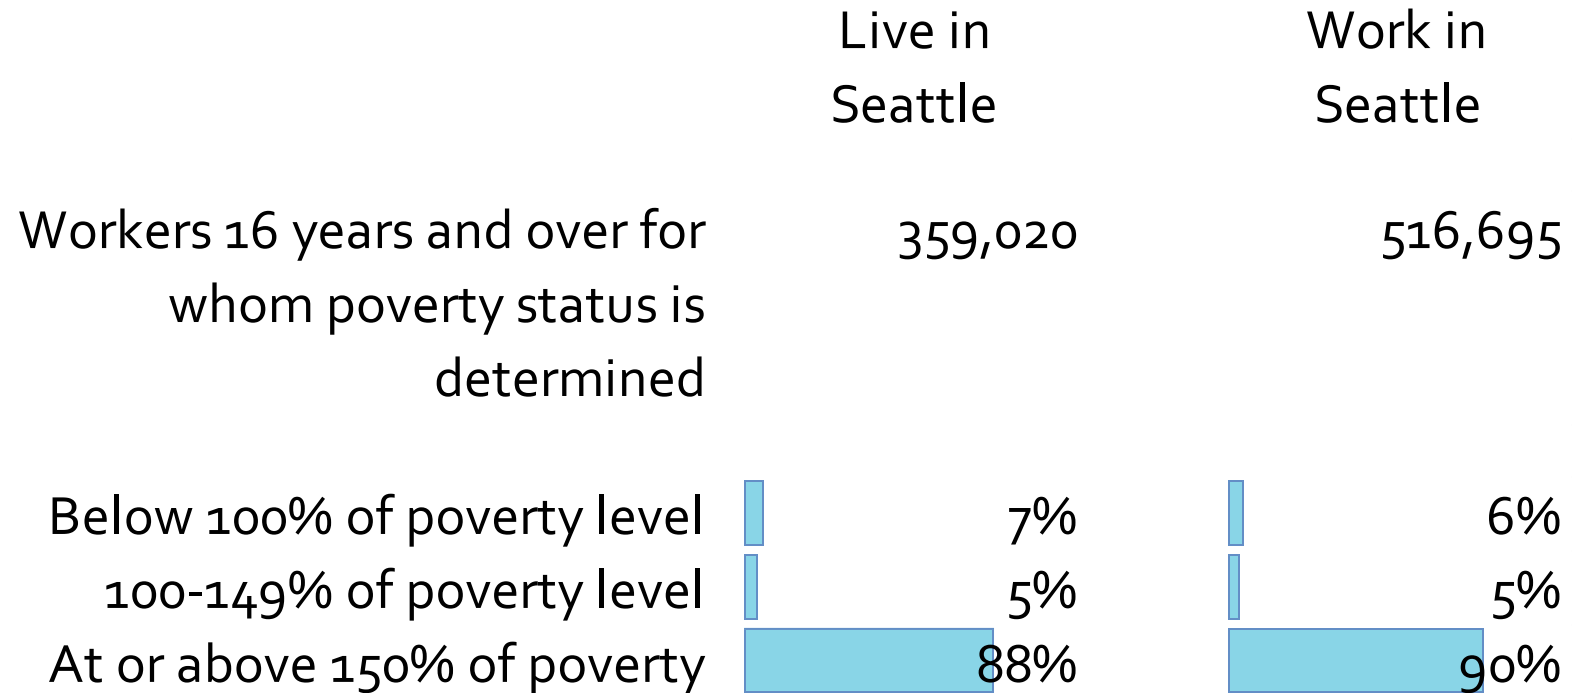 Live in
Seattle
Work in
Seattle
Workers 16 years and over for
whom poverty status is
determined
359,020
516,695
Below 100% of poverty level
7%
6%
100-149% of poverty level
5%
5%
At or above 150% of poverty
88%
90%